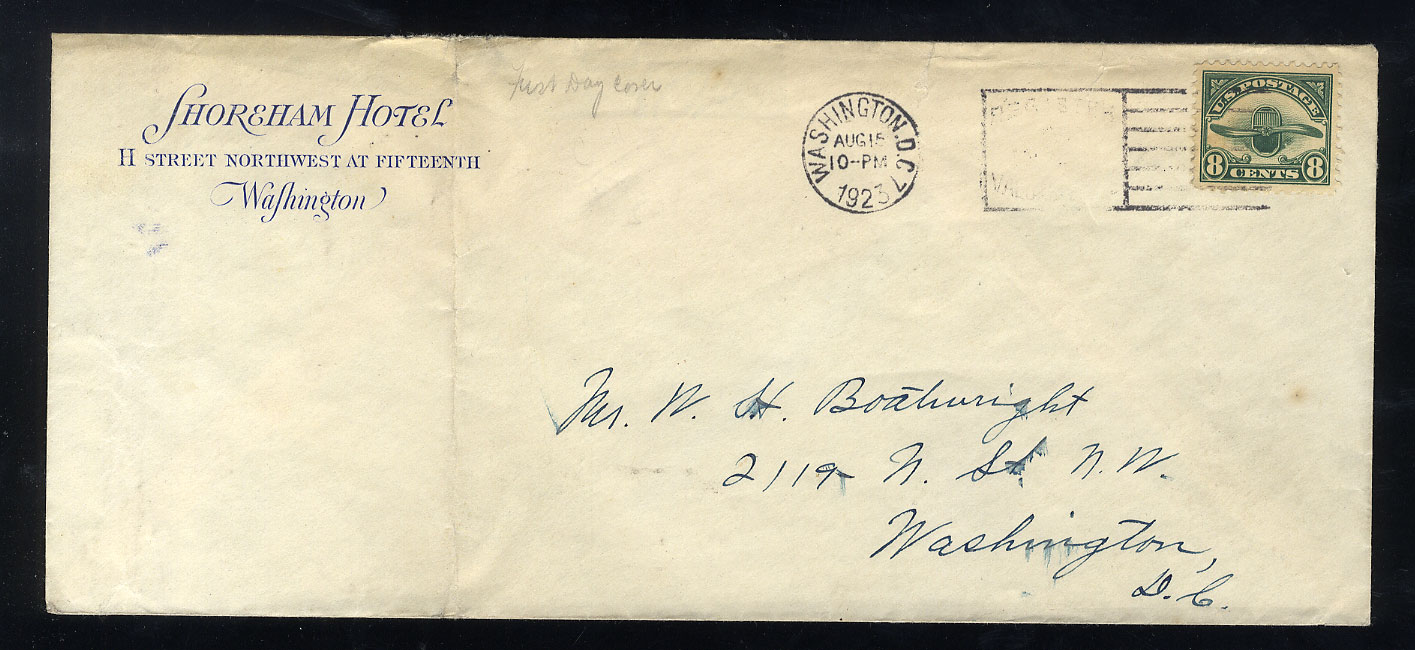 SHOREHAM HOTEL
H STREET NORTHWEST AT FIFTEENTH
Washington
First Day Cover
WASHINGTON, D.C.
AUG 15
10-PM
1923
U.S. POSTAGE
8 CENTS 8
Mr. W. H. Boatwright
2119 N. St. N.W.
Washington,
D.C.